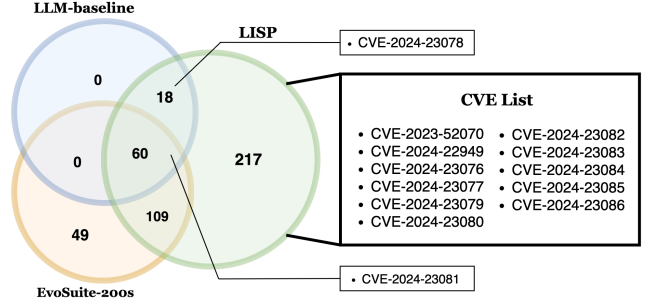 LLM-baseline
LISP
• CVE-2024-23078
0
18
CVE List
• CVE-2023-52070
• CVE-2024-22949
• CVE-2024-23076
• CVE-2024-23077
• CVE-2024-23079
• CVE-2024-23080
• CVE-2024-23082
• CVE-2024-23083
• CVE-2024-23084
• CVE-2024-23085
• CVE-2024-23086
0
60
217
109
49
• CVE-2024-23081
EvoSuite-200s